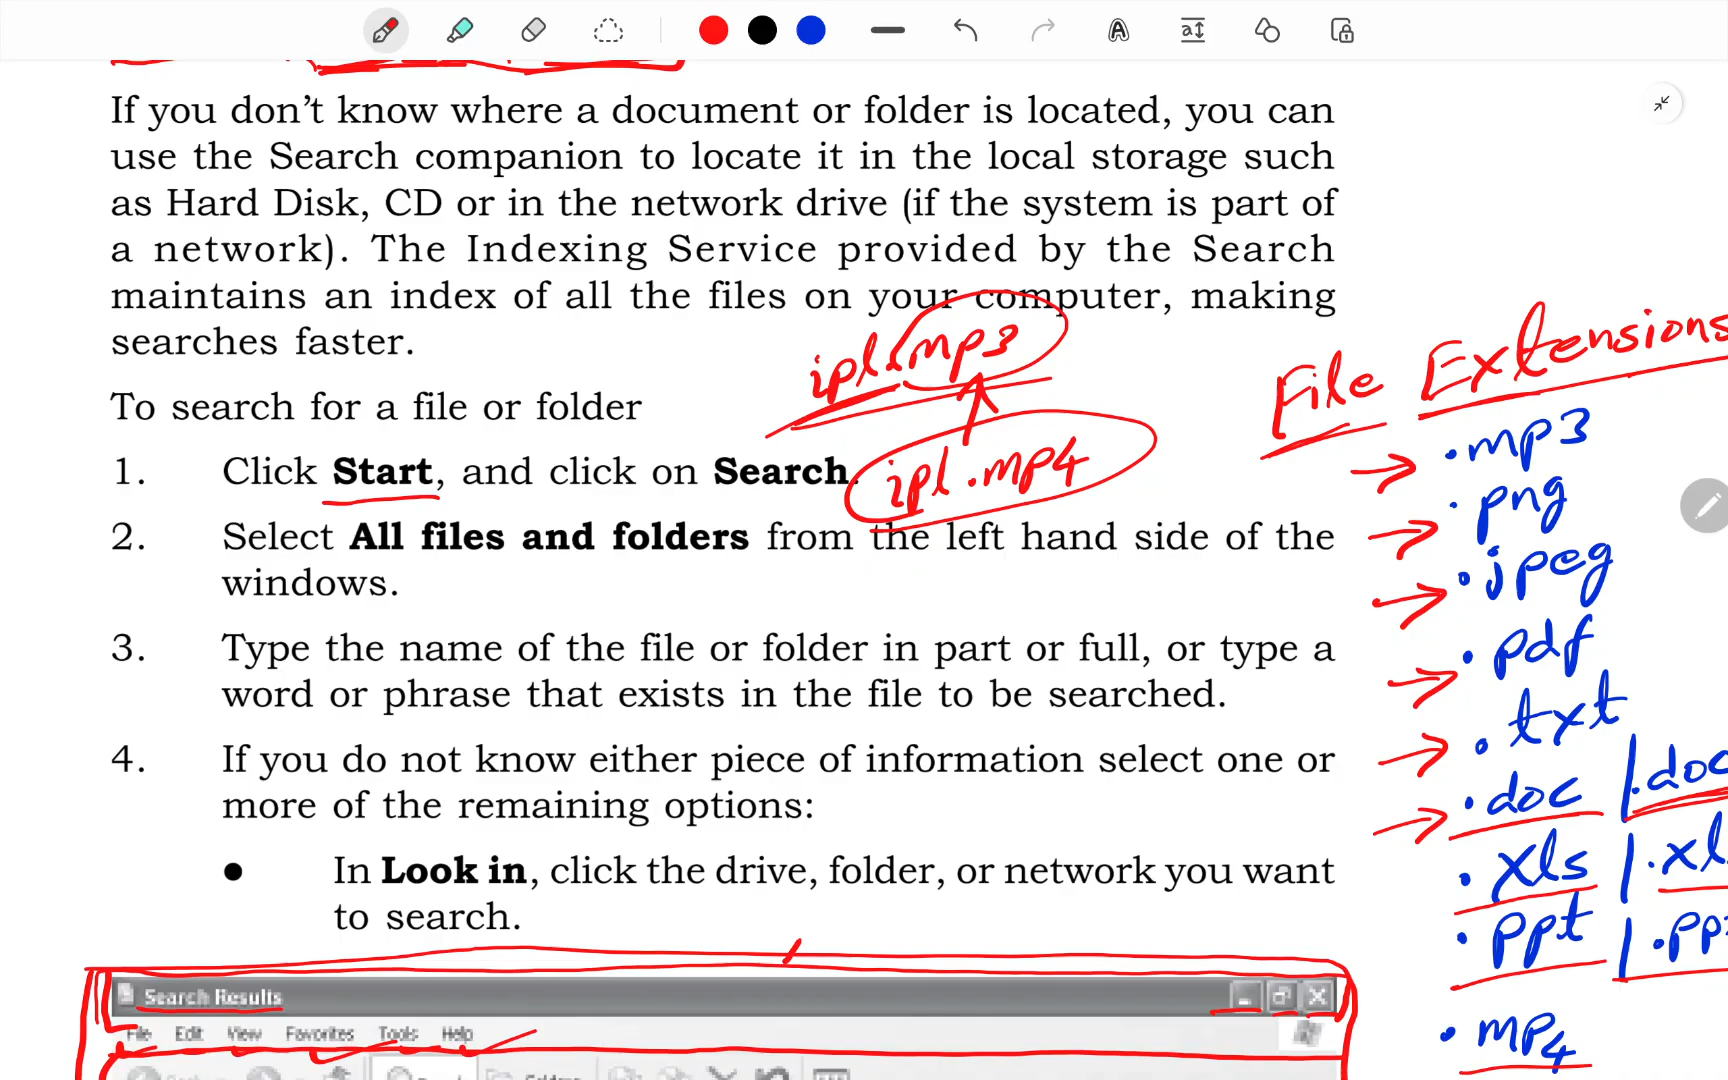 If you don't know where a document or folder is located, you can
use the Search companion to locate it in the local storage such
as Hard Disk, CD or in the network drive (if the system is part of
a network). The Indexing Service provided by the Search
maintains an index of all the files on your computer, making
searches faster.
ipl.mp3
To search for a file or folder
1. Click Start, and click on Search.
ipl.mp4
2. Select All files and folders from the left hand side of the
windows.
3. Type the name of the file or folder in part or full, or type a
word or phrase that exists in the file to be searched.
4. If you do not know either piece of information select one or
more of the remaining options:
● In Look in, click the drive, folder, or network you want
to search.
Search Results
File Edit View Favorites Tools Help
File Extensions
.mp3
.png
.jpeg
.pdf
.txt
.doc |.doc
.xls |.xl
.ppt |.pp
.mp4